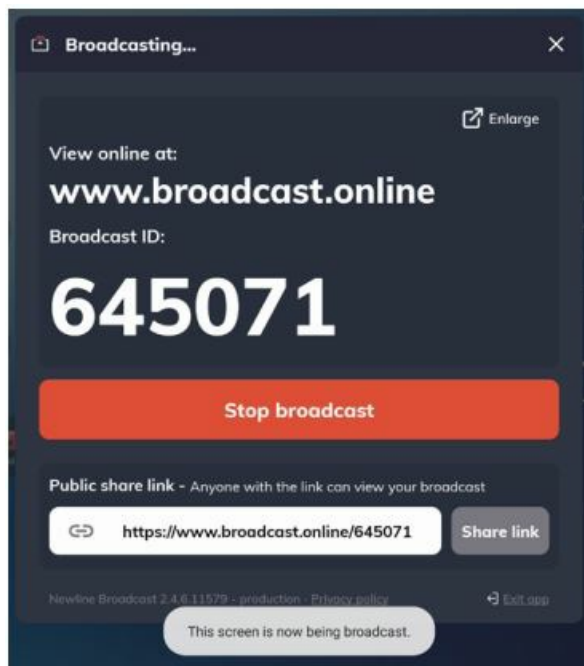 Broadcasting...
Enlarge
View online at:
www.broadcast.online
Broadcast ID:
645071
Stop broadcast
Public share link - Anyone with the link can view your broadcast
https://www.broadcast.online/645071 Share link
Newline Broadcast 2.4.6.11579 - production - Privacy policy Exit app
This screen is now being broadcast.